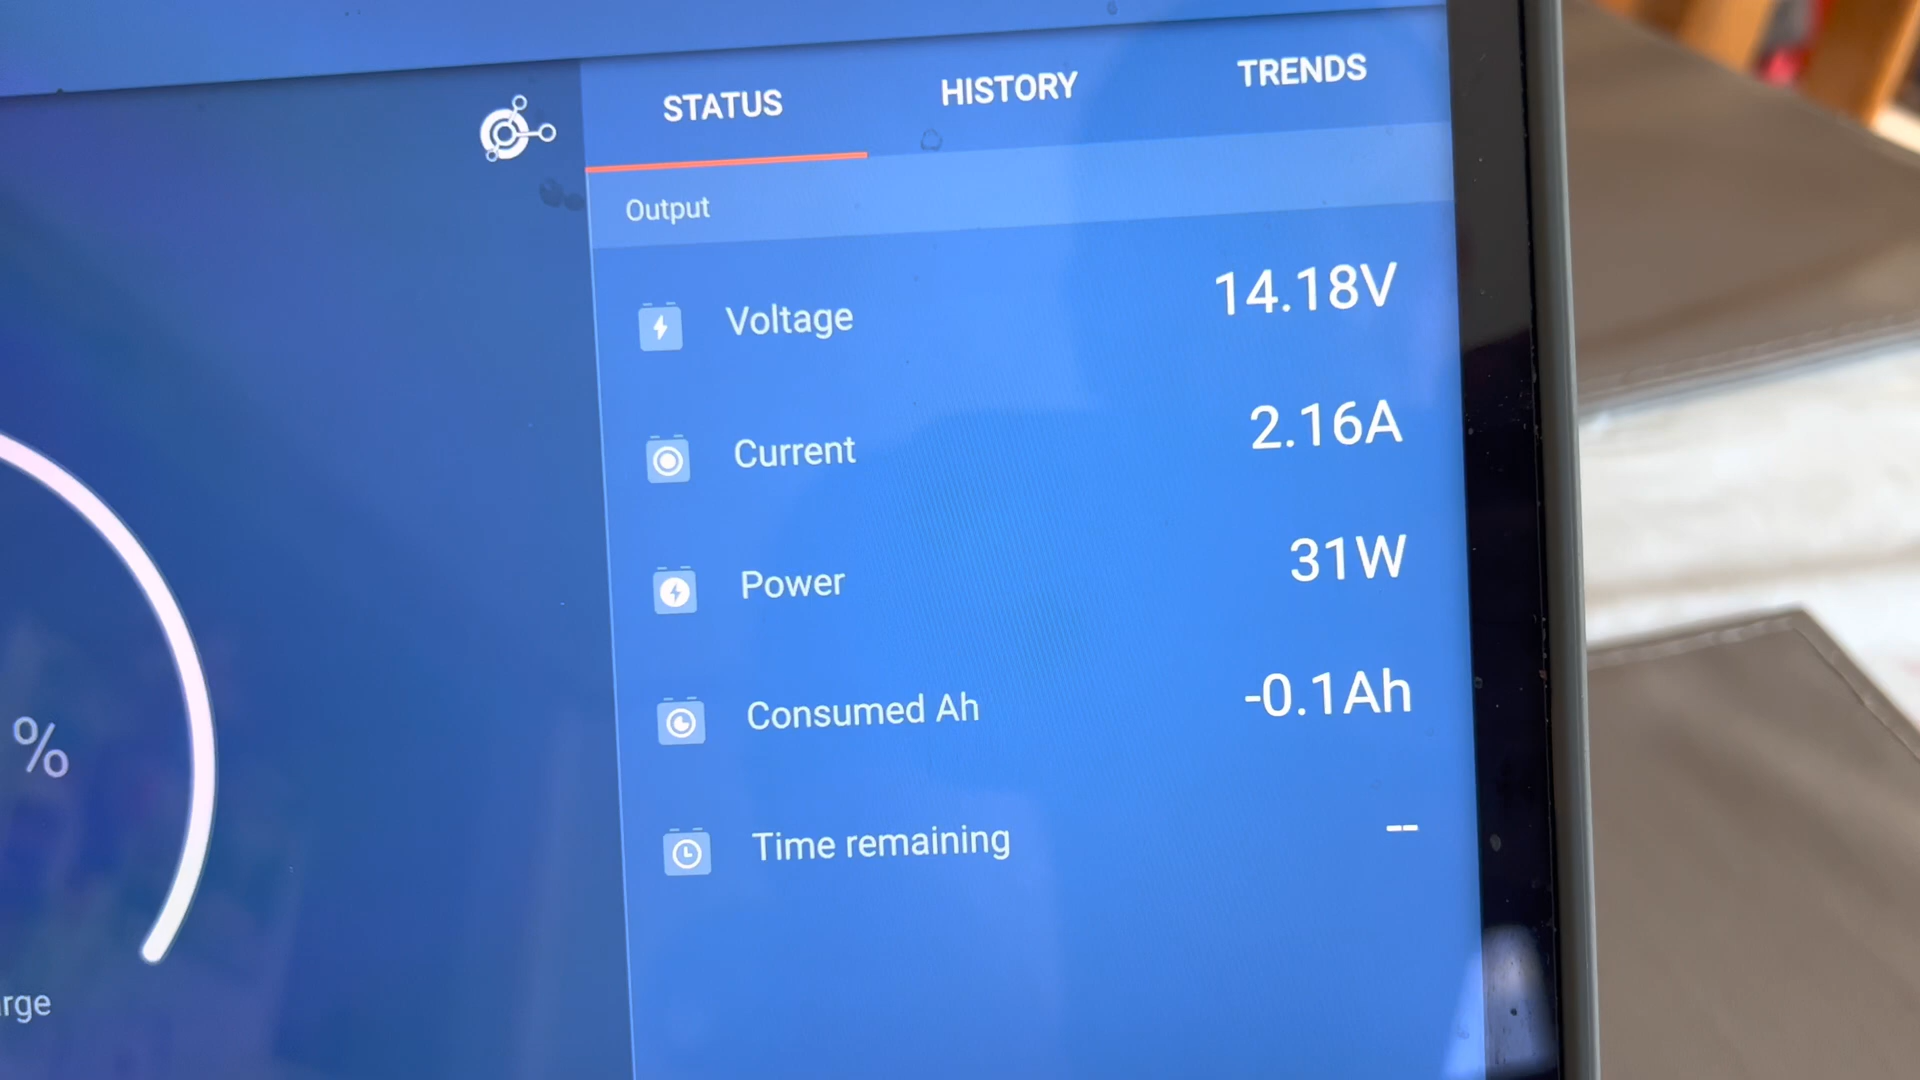 STATUS HISTORY TRENDS
Output
Voltage 14.18V
Current 2.16A
Power 31W
Consumed Ah -0.1Ah
Time remaining --
%
rge